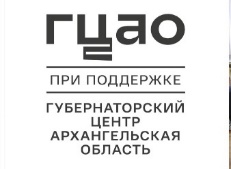 гцао
ПРИ ПОДДЕРЖКЕ
ГУБЕРНАТОРСКИЙ
ЦЕНТР
АРХАНГЕЛЬСКАЯ
ОБЛАСТЬ